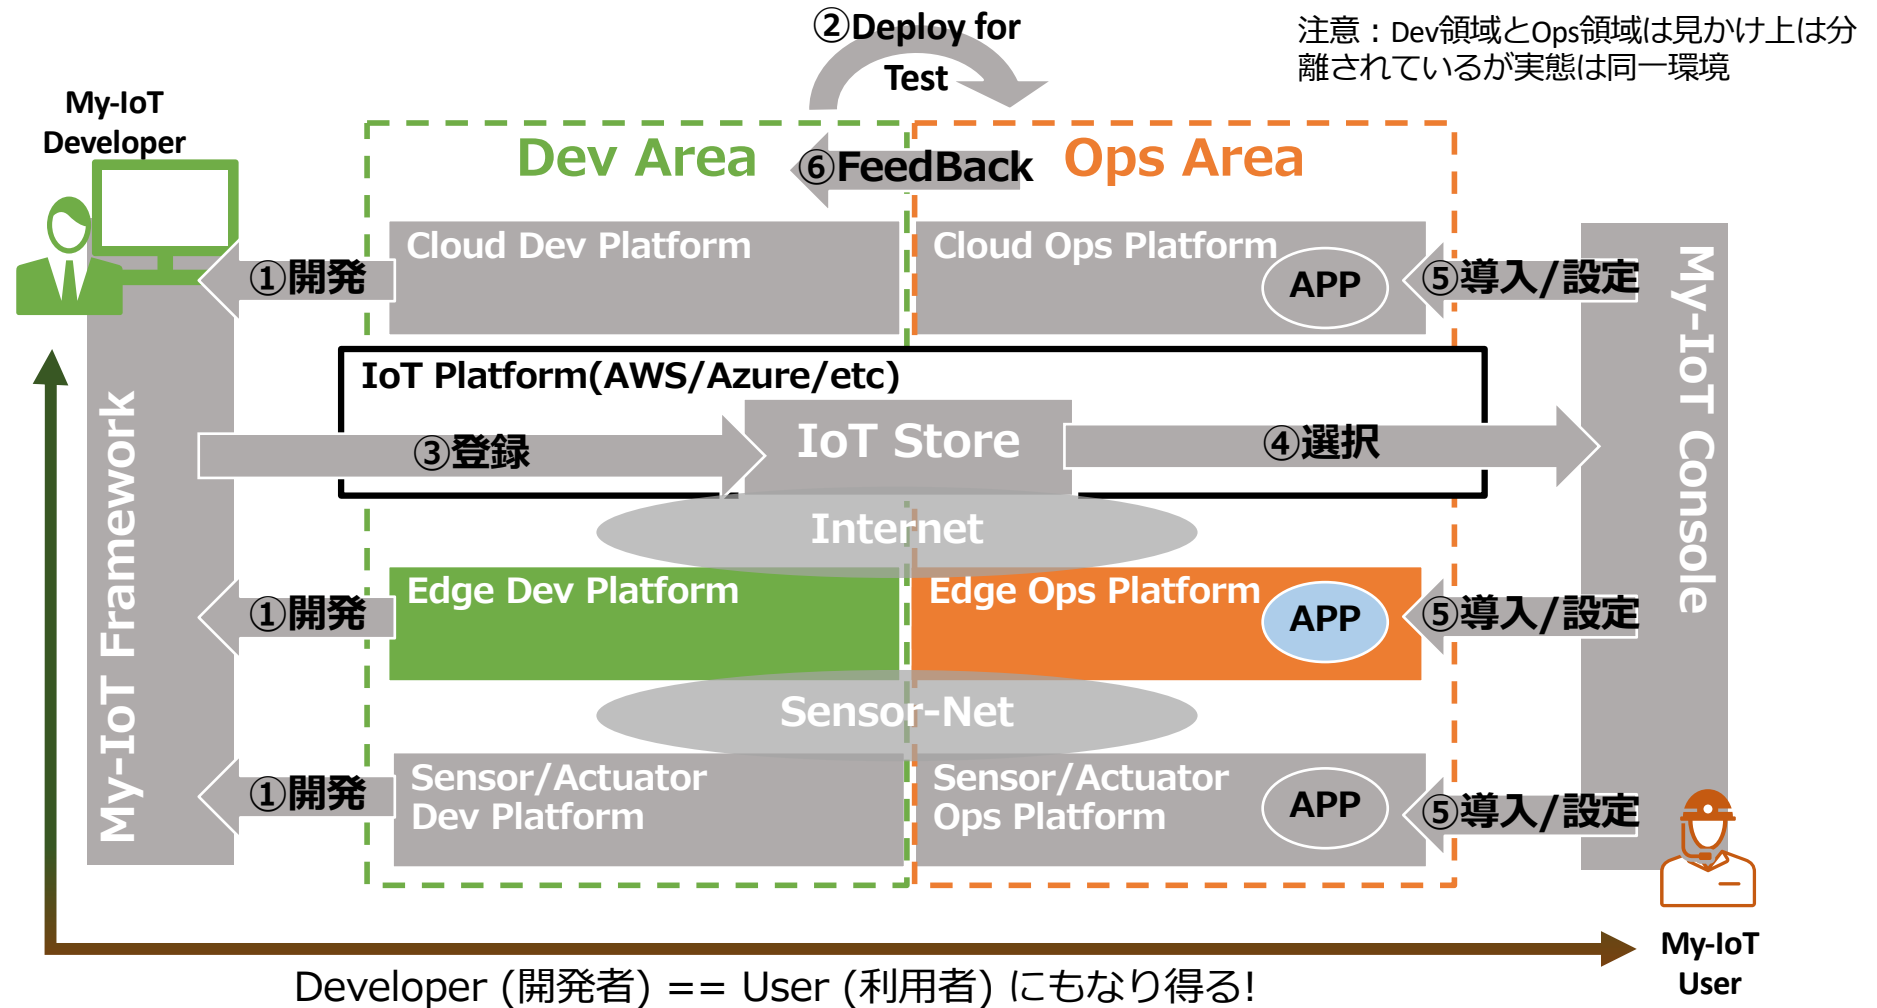 ②Deploy for
Test
注意：Dev領域とOps領域は見かけ上は分
離されているが実態は同一環境
My-IoT
Developer
Dev Area
⑥FeedBack
Ops Area
Cloud Dev Platform
Cloud Ops Platform
①開発
APP
⑤導入/設定
IoT Platform(AWS/Azure/etc)
③登録
IoT Store
④選択
My-IoT Framework
My-IoT Console
Internet
Edge Dev Platform
Edge Ops Platform
①開発
APP
⑤導入/設定
Sensor-Net
Sensor/Actuator
Dev Platform
Sensor/Actuator
Ops Platform
①開発
APP
⑤導入/設定
My-IoT
User
Developer (開発者) == User (利用者) にもなり得る!